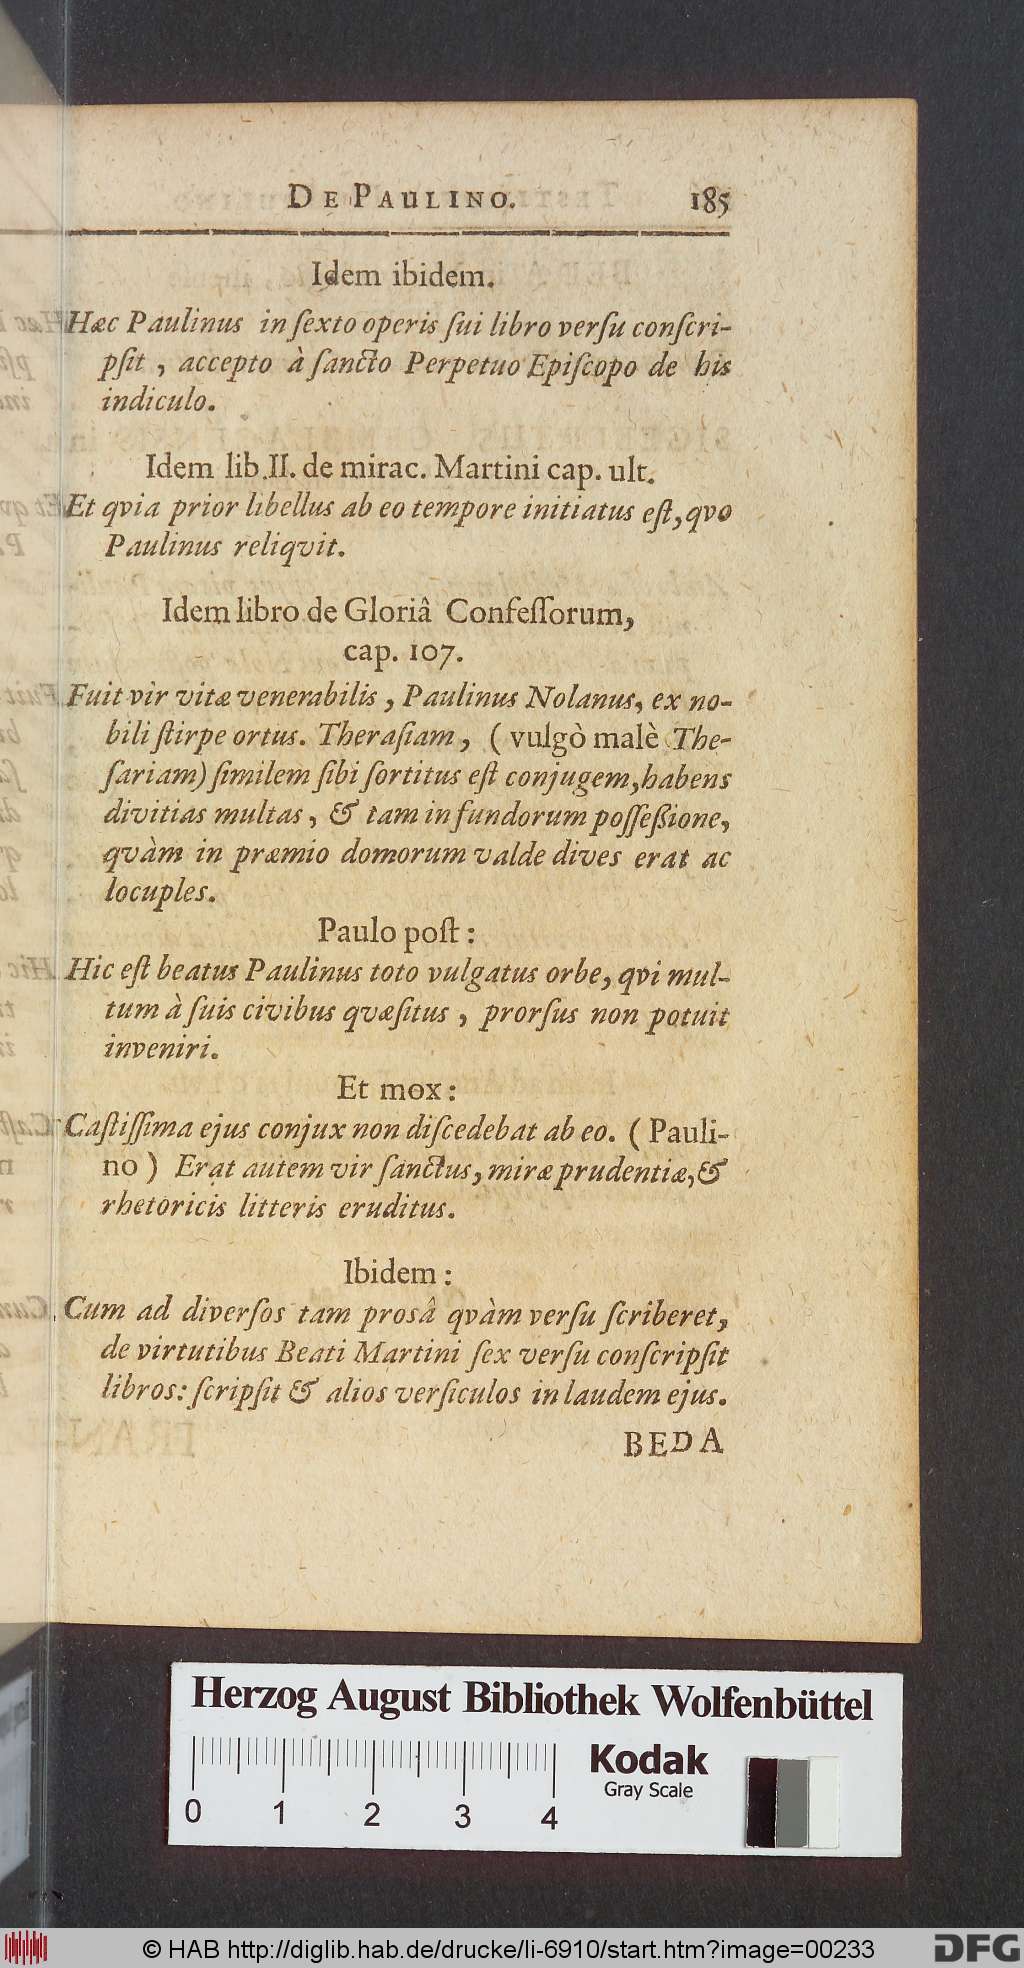 DE PAULINO. 185
Idem ibidem.
Hæc Paulinus in ſexto operis ſui libro verſu conſcri-
pſit , accepto à ſancto Perpetuo Epiſcopo de his
indiculo.
Idem lib.II. de mirac. Martini cap. ult.
Et qvia prior libellus ab eo tempore initiatus eſt, qvo
Paulinus reliqvit.
Idem libro de Gloriâ Confeſſorum,
cap. 107.
Fuit vir vitæ venerabilis , Paulinus Nolanus, ex no-
bili ſtirpe ortus. Theraſiam , ( vulgò malè The-
ſariam) ſimilem ſibi ſortitus eſt conjugem, habens
divitias multas , & tam in fundorum poſſeßione,
qvàm in præmio domorum valde dives erat ac
locuples.
Paulo poſt :
Hic eſt beatus Paulinus toto vulgatus orbe, qvi mul-
tum à ſuis civibus qvæſitus , prorſus non potuit
inveniri.
Et mox :
Caſtiſſima ejus conjux non diſcedebat ab eo. ( Pauli-
no ) Erat autem vir ſanctus, miræ prudentiæ, &
rhetoricis litteris eruditus.
Ibidem :
Cum ad diverſos tam proſâ qvàm verſu ſcriberet,
de virtutibus Beati Martini ſex verſu conſcripſit
libros: ſcripſit & alios verſiculos in laudem ejus.
BEDA
Herzog August Bibliothek Wolfenbüttel
Kodak
Gray Scale
0 1 2 3 4
© HAB http://diglib.hab.de/drucke/li-6910/start.htm?image=00233
DFG